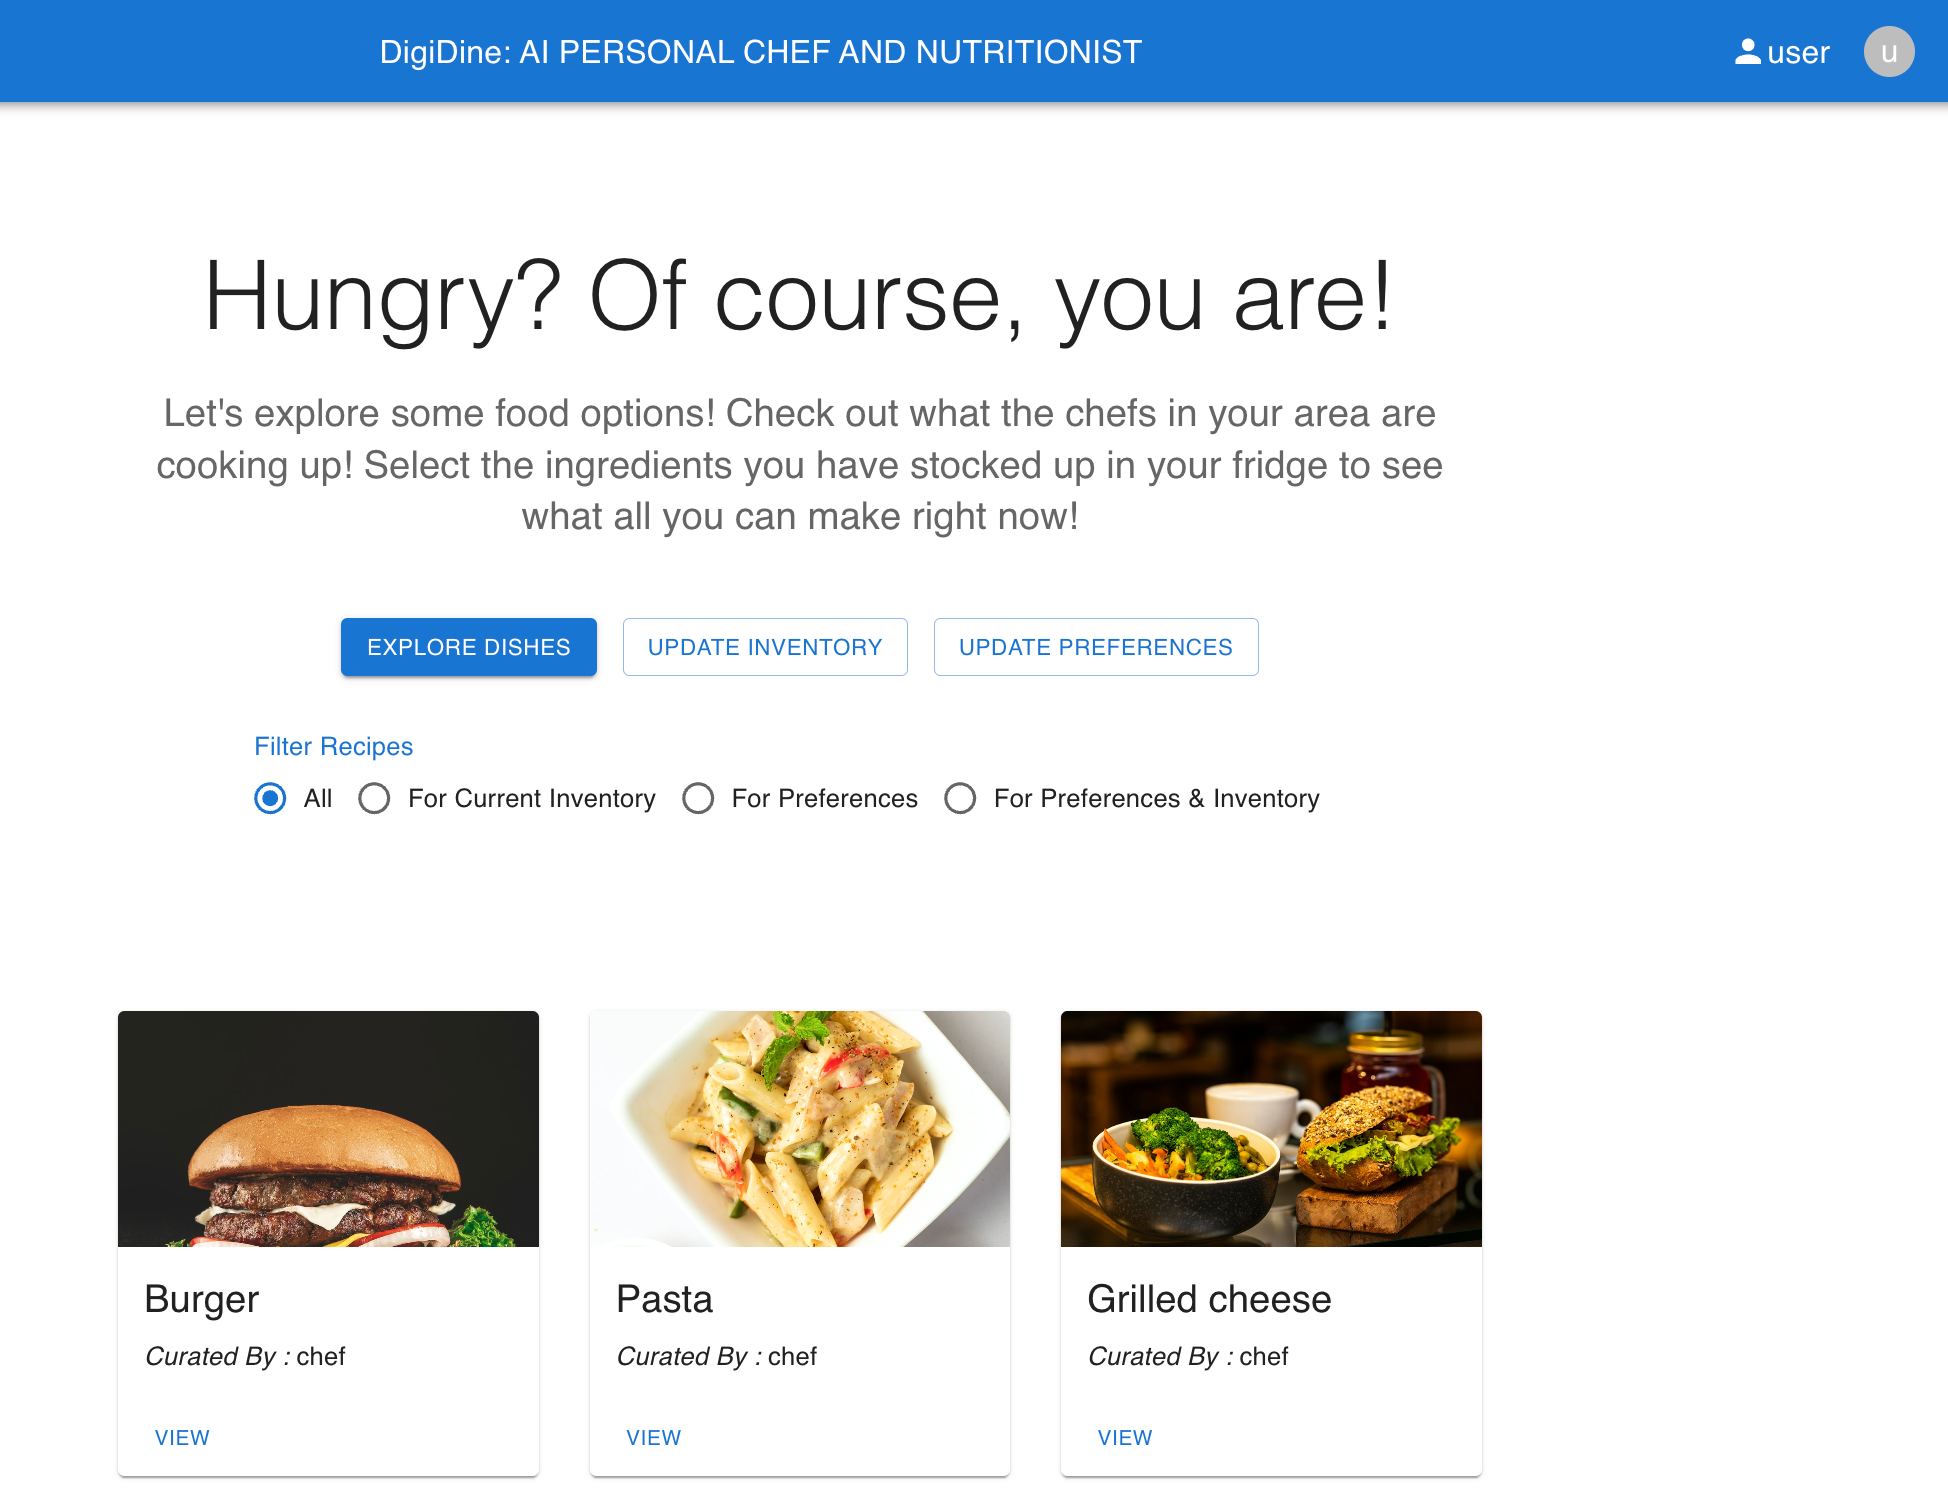 DigiDine: AI PERSONAL CHEF AND NUTRITIONIST
user
u
Hungry? Of course, you are!
Let's explore some food options! Check out what the chefs in your area are
cooking up! Select the ingredients you have stocked up in your fridge to see
what all you can make right now!
EXPLORE DISHES
UPDATE INVENTORY
UPDATE PREFERENCES
Filter Recipes
All
For Current Inventory
For Preferences
For Preferences & Inventory
Burger
Curated By : chef
VIEW
Pasta
Curated By : chef
VIEW
Grilled cheese
Curated By : chef
VIEW